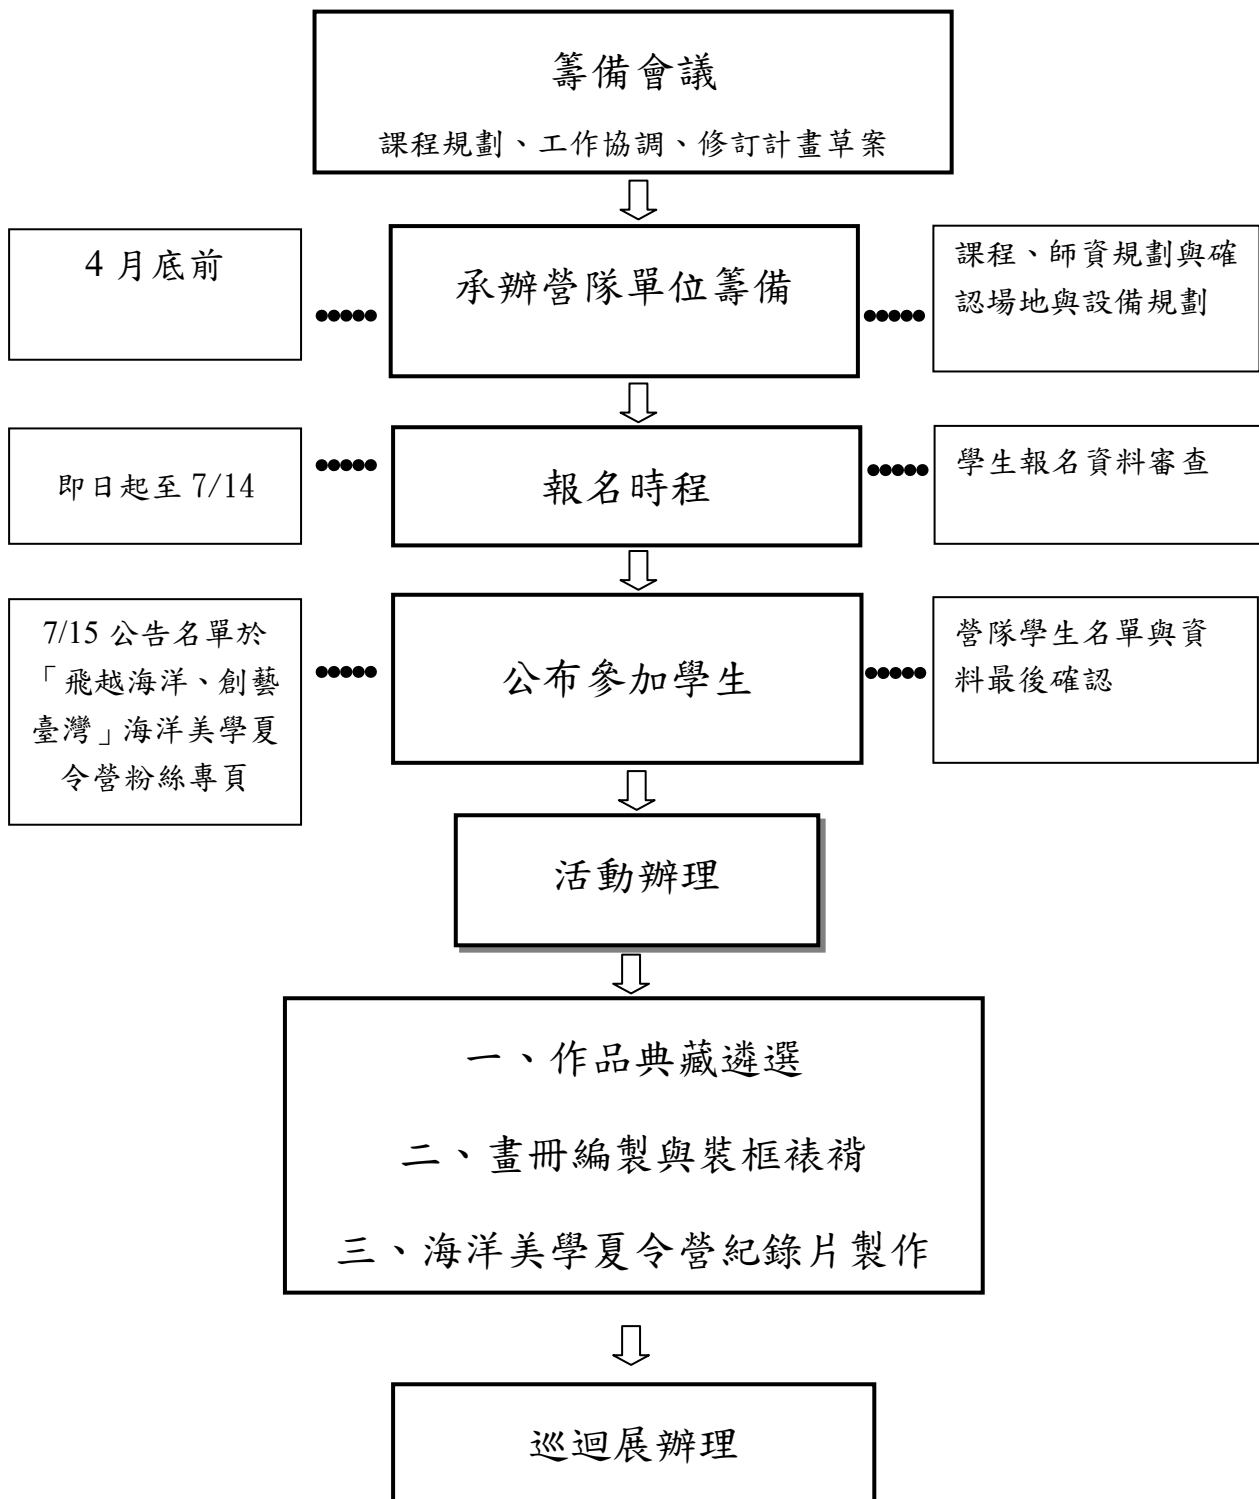 籌備會議
課程規劃、工作協調、修訂計畫草案
4 月底前
承辦營隊單位籌備
課程、師資規劃與確
認場地與設備規劃
即日起至 7/14
報名時程
學生報名資料審查
7/15 公告名單於
「飛越海洋、創藝
臺灣」海洋美學夏
令營粉絲專頁
公布參加學生
營隊學生名單與資
料最後確認
活動辦理
一、作品典藏遴選
二、畫冊編製與裝框裱褙
三、海洋美學夏令營紀錄片製作
巡迴展辦理